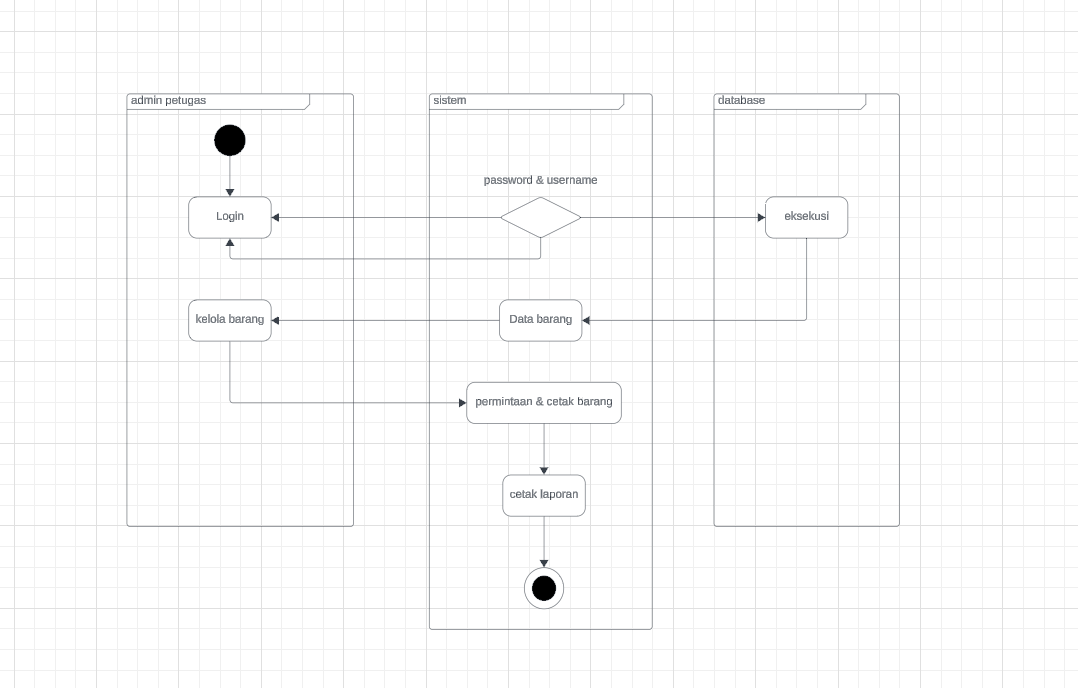 admin petugas
sistem
database
password & username
Login
eksekusi
kelola barang
Data barang
permintaan & cetak barang
cetak laporan